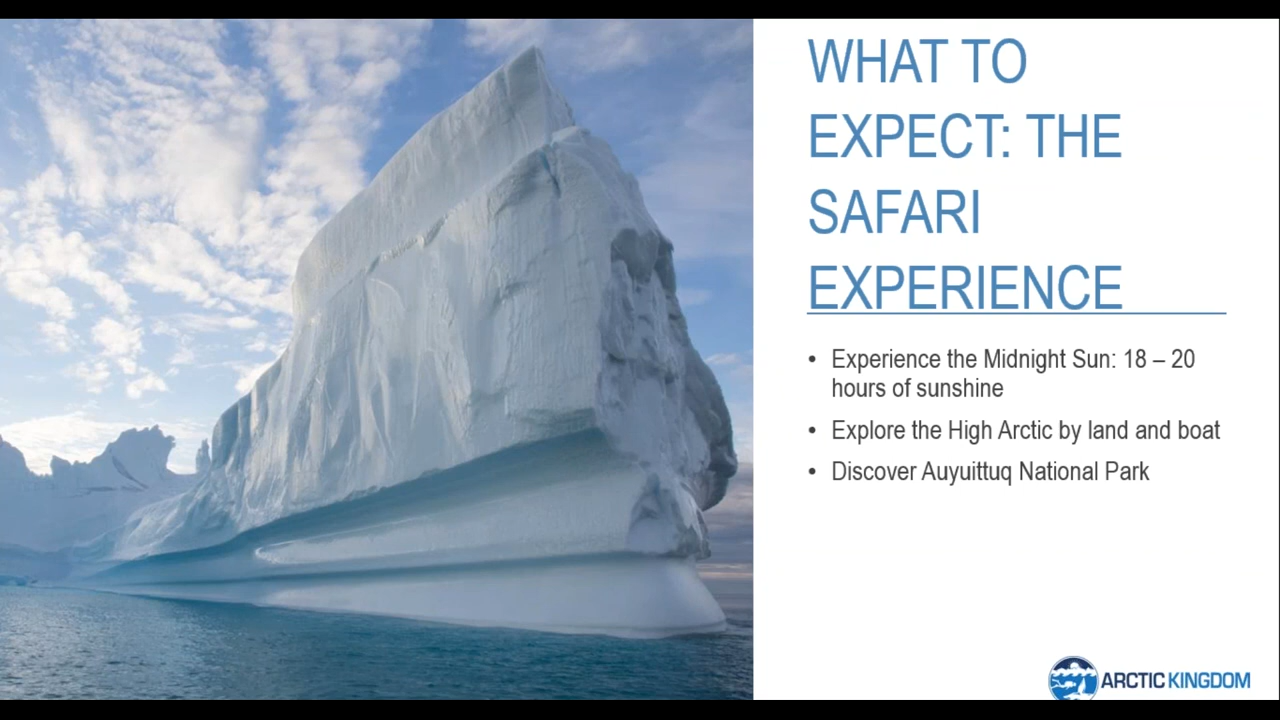 WHAT TO
EXPECT: THE
SAFARI
EXPERIENCE
• Experience the Midnight Sun: 18 – 20
hours of sunshine
• Explore the High Arctic by land and boat
• Discover Auyuittuq National Park
ARCTIC KINGDOM